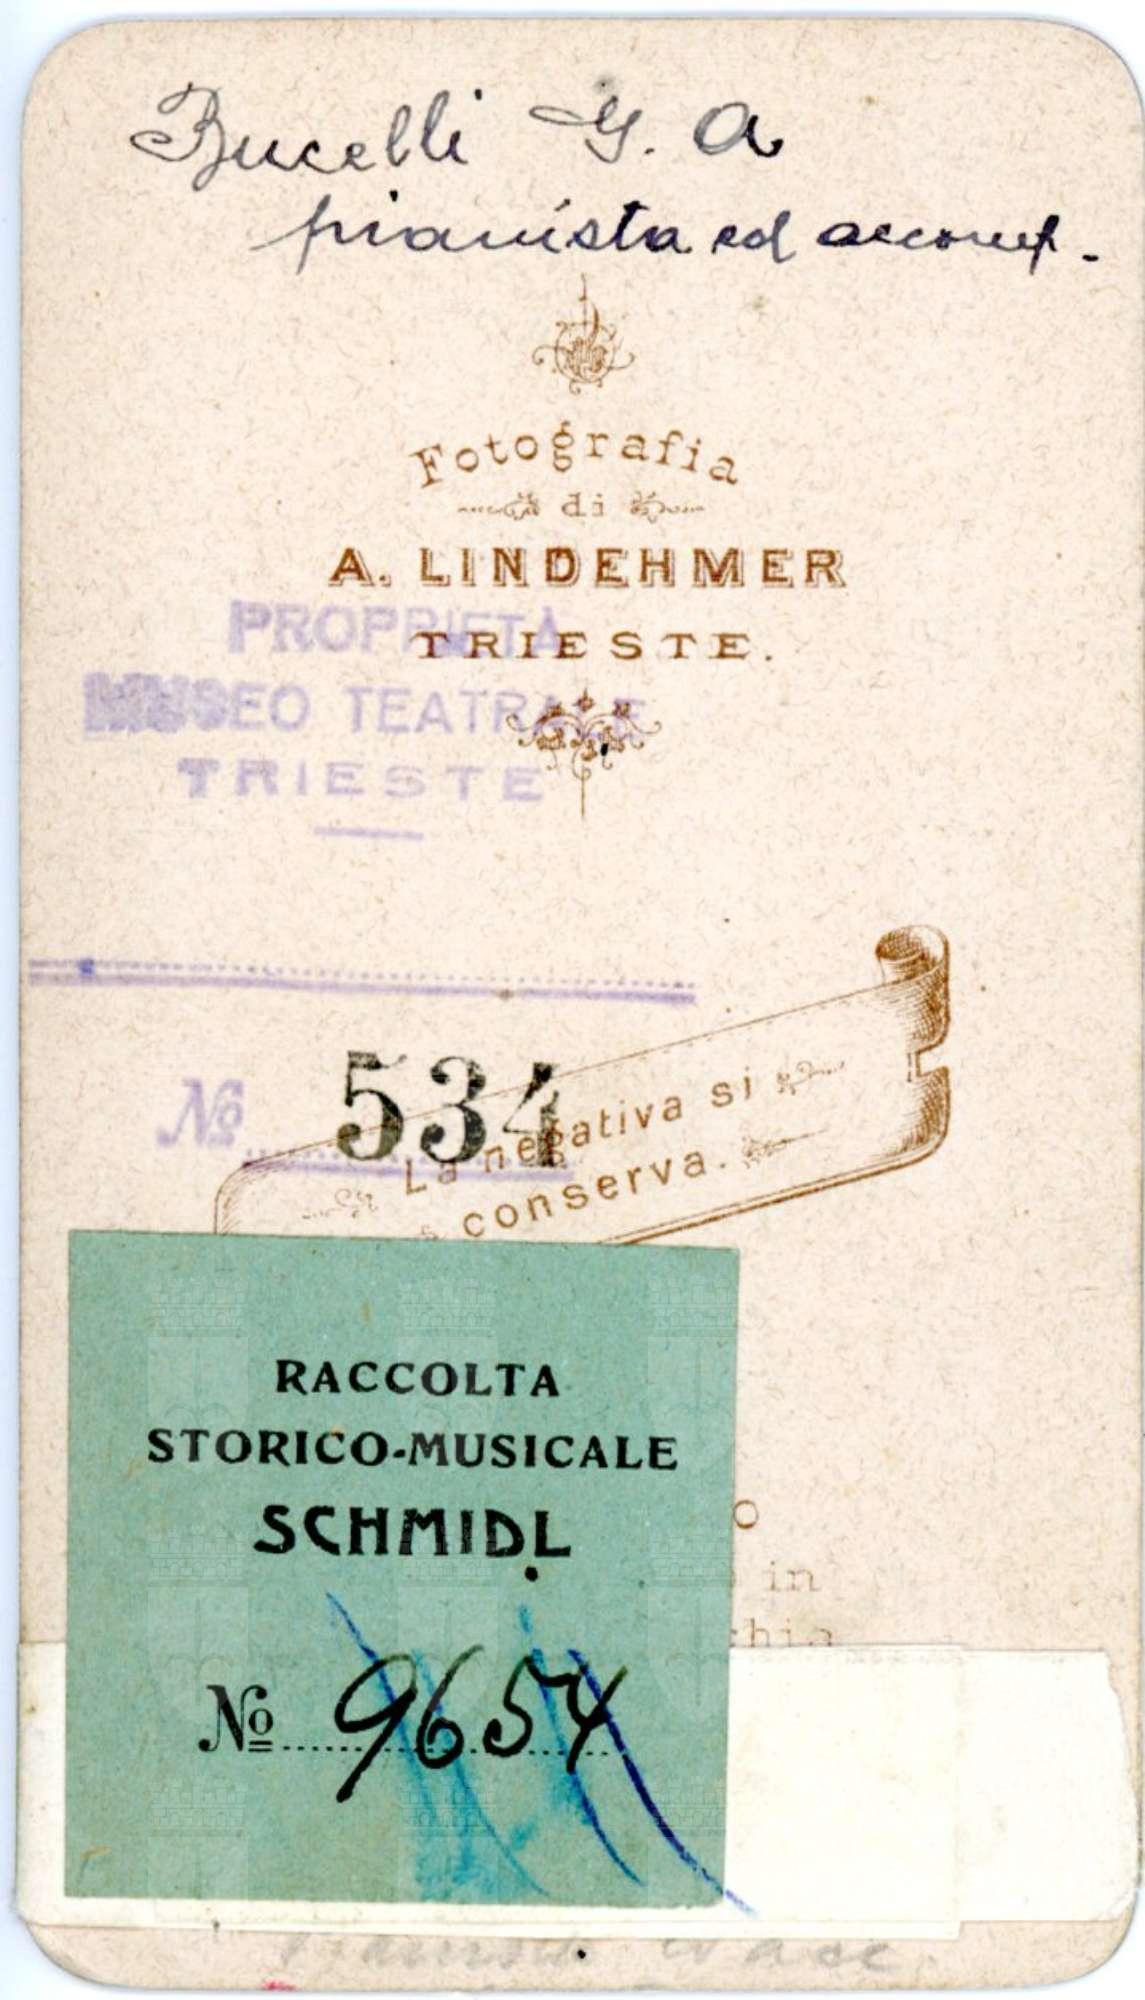 Bucelli G. A
pianista ed accomp.
Fotografia
di
A. LINDEHMER
TRIESTE.
PROPRIETÀ
MUSEO TEATRALE
TRIESTE
No 534
La negativa si
conserva.
RACCOLTA
STORICO-MUSICALE
SCHMIDL
No 9654
in